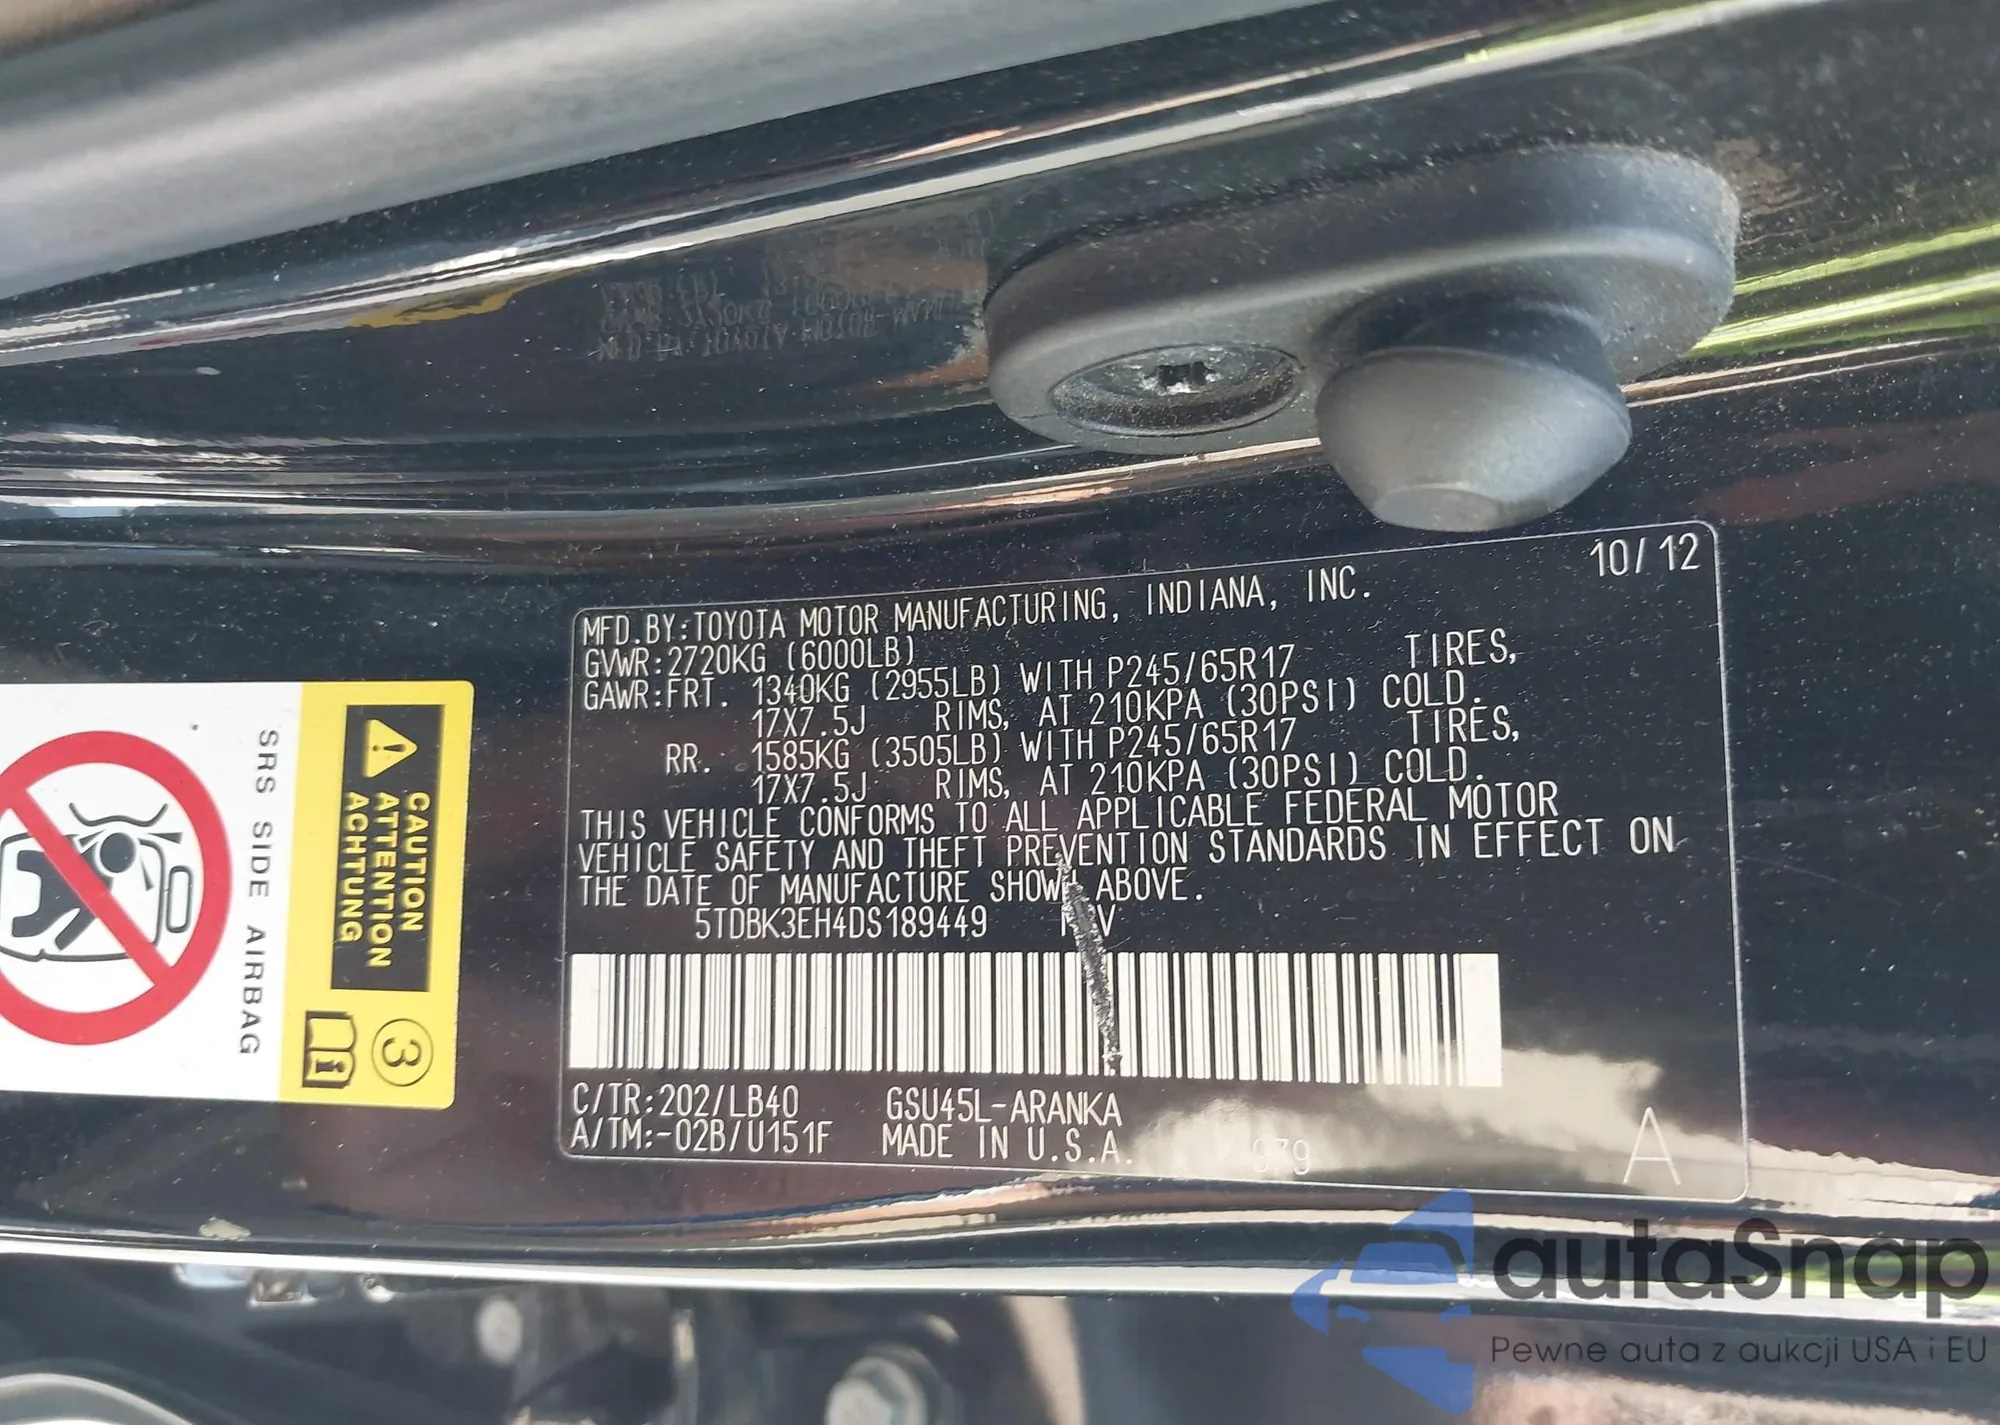 10/12
MFD.BY:TOYOTA MOTOR MANUFACTURING, INDIANA, INC.
GVWR:2720KG (6000LB)
GAWR:FRT. 1340KG (2955LB) WITH P245/65R17 TIRES,
17X7.5J RIMS, AT 210KPA (30PSI) COLD.
RR. 1585KG (3505LB) WITH P245/65R17 TIRES,
17X7.5J RIMS, AT 210KPA (30PSI) COLD.
THIS VEHICLE CONFORMS TO ALL APPLICABLE FEDERAL MOTOR
VEHICLE SAFETY AND THEFT PREVENTION STANDARDS IN EFFECT ON
THE DATE OF MANUFACTURE SHOWN ABOVE.
5TDBK3EH4DS189449
C/TR:202/LB40 GSU45L-ARANKA
A/TM:-02B/U151F MADE IN U.S.A.
979
A
CAUTION
ATTENTION
ACHTUNG
SRS SIDE AIRBAG
3
i
autaSnap
Pewne auta z aukcji USA i EU